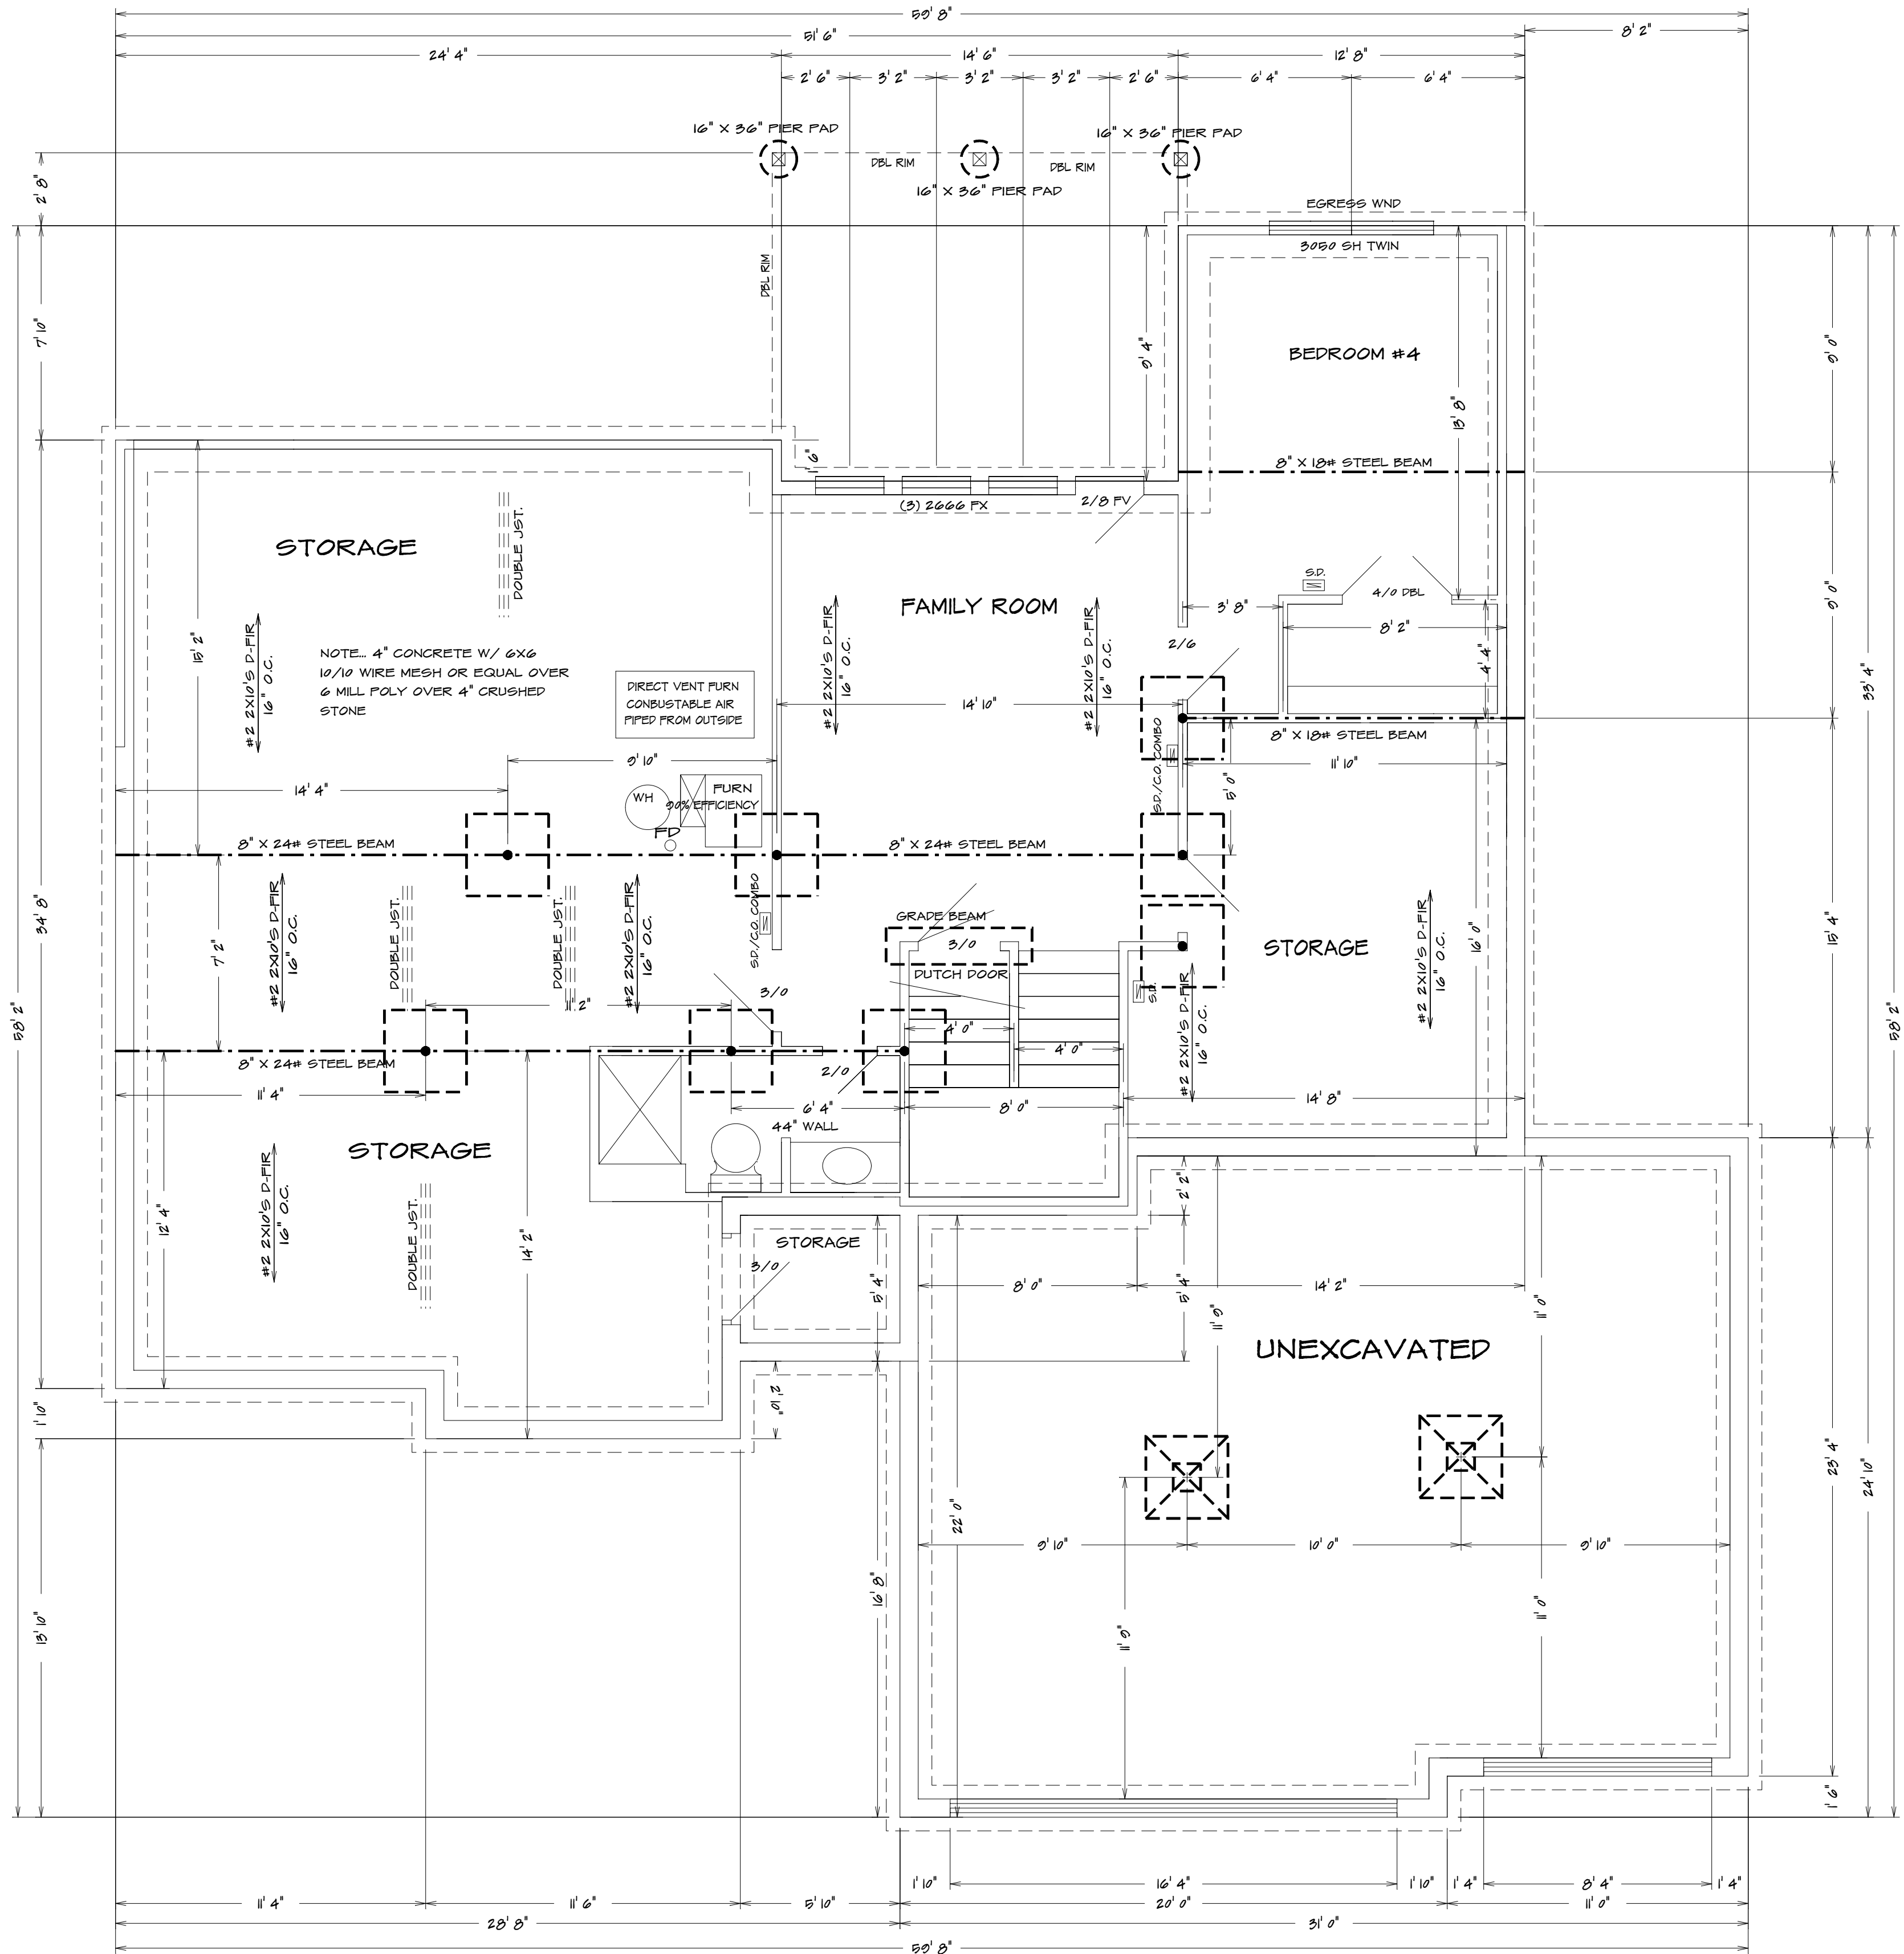 59' 8"
51' 6"
8' 2"
24' 4"
14' 6"
12' 8"
2' 6"
3' 2"
3' 2"
3' 2"
2' 6"
6' 4"
6' 4"
16" X 36" PIER PAD
16" X 36" PIER PAD
DBL RIM
DBL RIM
16" X 36" PIER PAD
2' 8"
EGRESS WND
3050 SH TWIN
DBL RIM
7' 10"
9' 4"
BEDROOM #4
13' 8"
9' 0"
1' 6"
8" X 18# STEEL BEAM
(3) 2666 FX
2/8 FV
STORAGE
DOUBLE JST.
15' 2"
#2 2X10'S D-FIR
16" O.C.
NOTE... 4" CONCRETE W/ 6X6
10/10 WIRE MESH OR EQUAL OVER
6 MILL POLY OVER 4" CRUSHED
STONE
DIRECT VENT FURN
CONBUSTABLE AIR
PIPED FROM OUTSIDE
FAMILY ROOM
#2 2X10'S D-FIR
16" O.C.
#2 2X10'S D-FIR
16" O.C.
14' 10"
S.D.
4/0 DBL
3' 8"
8' 2"
2/6
4' 4"
9' 0"
33' 4"
8" X 18# STEEL BEAM
11' 10"
S.D./C.O. COMBO
5' 0"
9' 10"
14' 4"
WH
FURN
90% EFFICIENCY
FD
8" X 24# STEEL BEAM
8" X 24# STEEL BEAM
34' 8"
58' 2"
7' 2"
#2 2X10'S D-FIR
16" O.C.
DOUBLE JST.
DOUBLE JST.
#2 2X10'S D-FIR
16" O.C.
S.D./C.O. COMBO
GRADE BEAM
3/0
DUTCH DOOR
STORAGE
16' 0"
#2 2X10'S D-FIR
16" O.C.
15' 4"
58' 2"
S.D.
#2 2X10'S D-FIR
16" O.C.
3/0
11' 2"
4' 0"
4' 0"
8" X 24# STEEL BEAM
2/0
11' 4"
6' 4"
8' 0"
14' 8"
44" WALL
STORAGE
#2 2X10'S D-FIR
16" O.C.
12' 4"
DOUBLE JST.
14' 2"
STORAGE
3/0
5' 4"
2' 2"
5' 4"
8' 0"
14' 2"
11' 9"
11' 0"
UNEXCAVATED
1' 10"
2' 10"
23' 4"
24' 10"
22' 0"
9' 10"
10' 0"
9' 10"
16' 8"
11' 9"
11' 0"
13' 10"
1' 6"
1' 10"
16' 4"
1' 10"
1' 4"
8' 4"
1' 4"
11' 4"
11' 6"
5' 10"
20' 0"
11' 0"
28' 8"
31' 0"
59' 8"